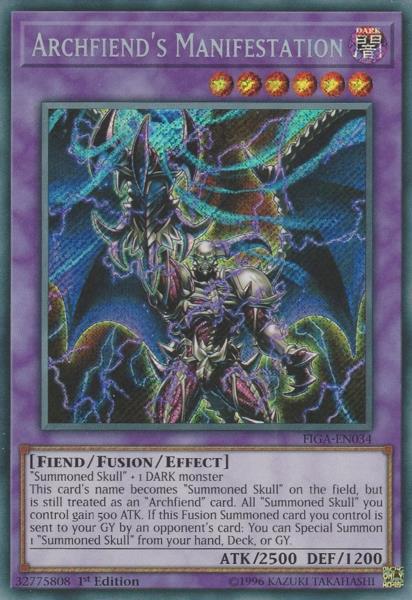 ARCHFIEND'S MANIFESTATION
DARK
闇
FIGA-EN034
[FIEND/FUSION/EFFECT]
"Summoned Skull" + 1 DARK monster
This card's name becomes "Summoned Skull" on the field, but
is still treated as an "Archfiend" card. All "Summoned Skull" you
control gain 500 ATK. If this Fusion Summoned card you control is
sent to your GY by an opponent's card: You can Special Summon
1 "Summoned Skull" from your hand, Deck, or GY.
ATK/2500 DEF/1200
32775808 1st Edition ©1996 KAZUKI TAKAHASHI